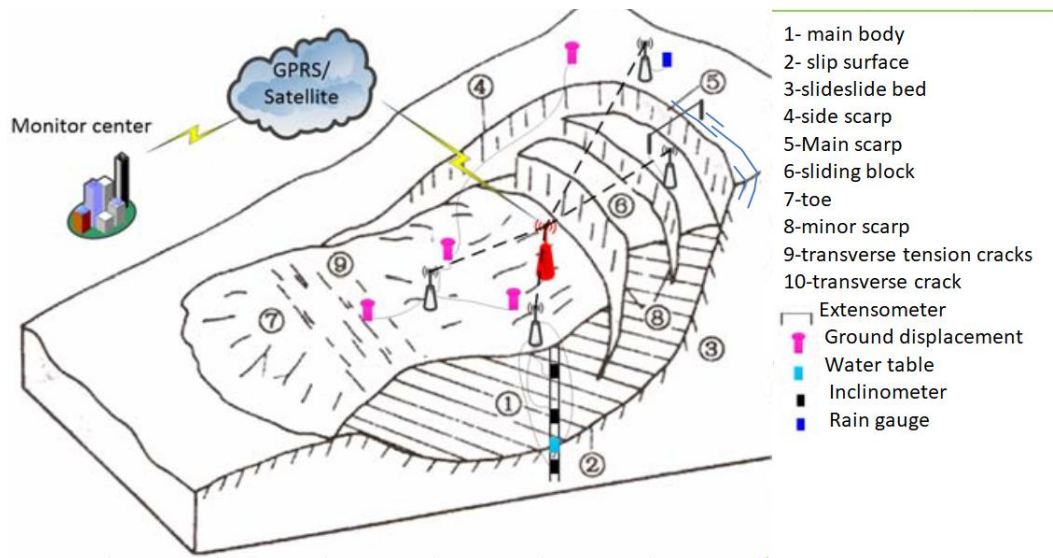 GPRS/
Satellite
Monitor center
④
⑤
⑥
⑨
⑦
⑧
③
①
②
1- main body
2- slip surface
3-slideslide bed
4-side scarp
5-Main scarp
6-sliding block
7-toe
8-minor scarp
9-transverse tension cracks
10-transverse crack
Extensometer
Ground displacement
Water table
Inclinometer
Rain gauge